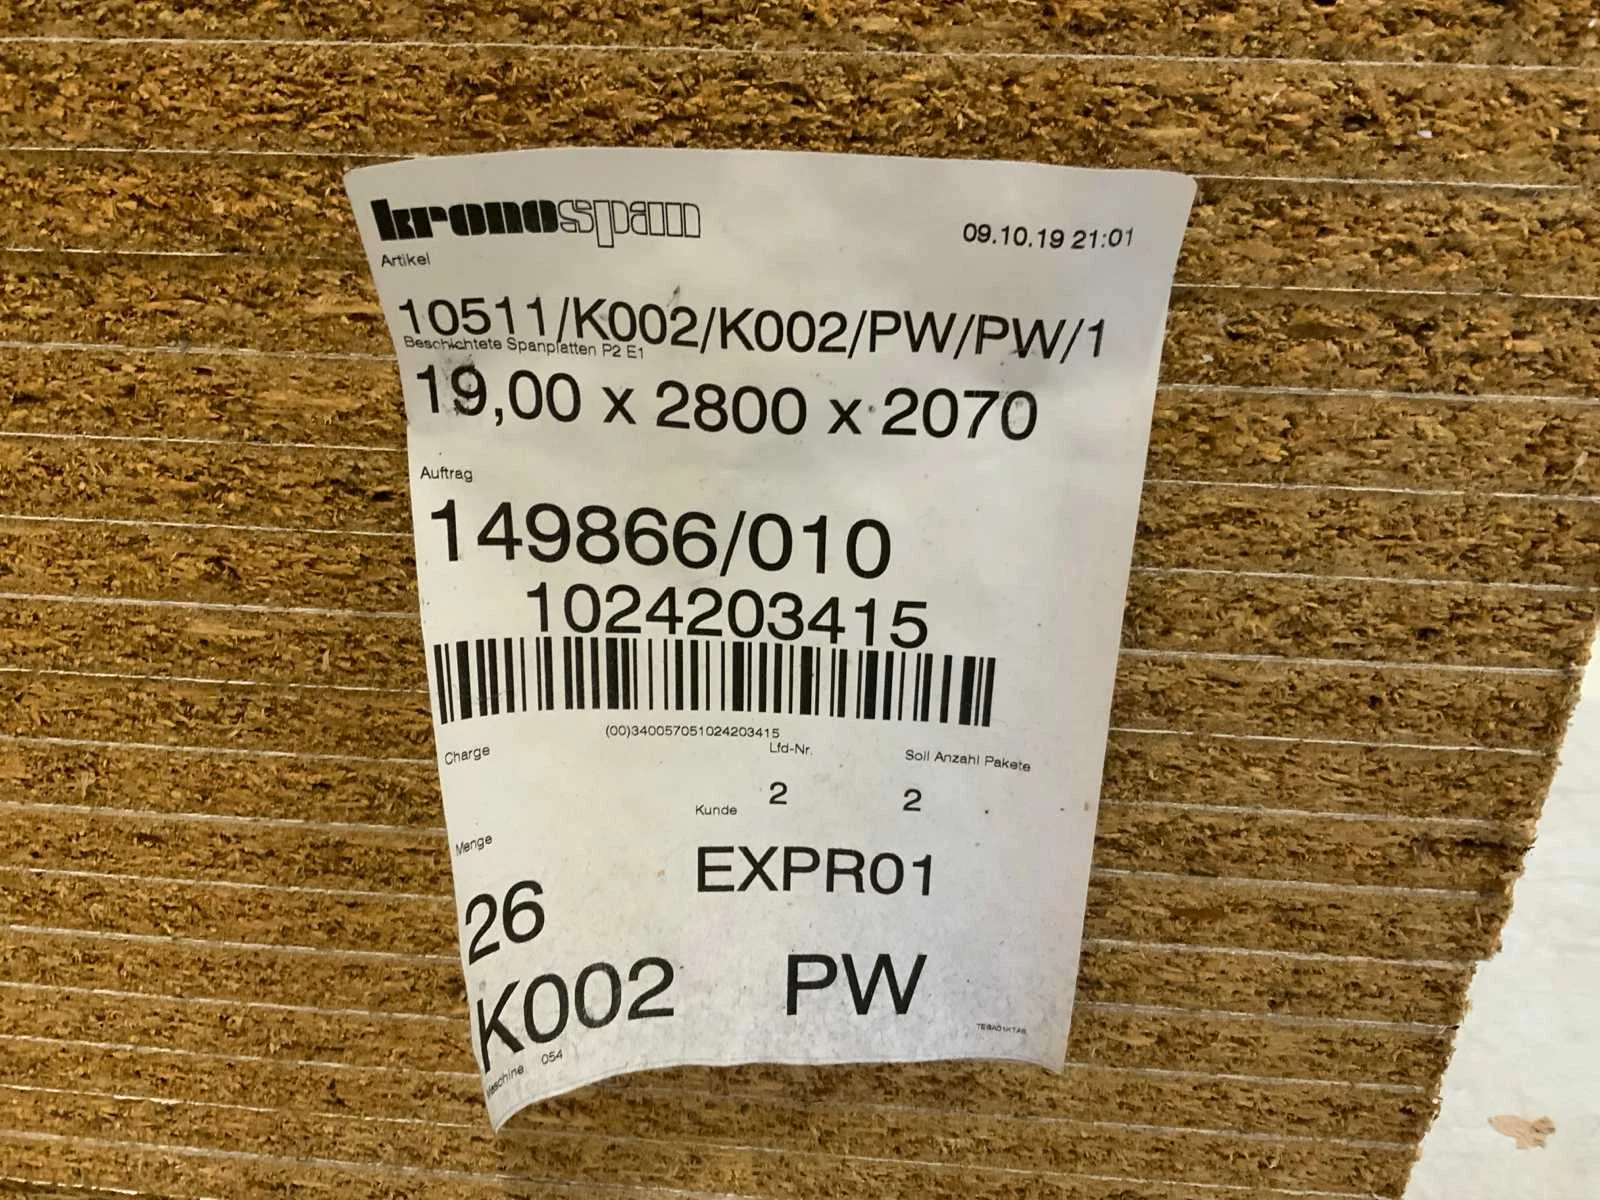 kronospan
09.10.19 21:01
Artikel
10511/K002/K002/PW/PW/1
Beschichtete Spanplatten P2 E1
19,00 x 2800 x 2070
Auftrag
149866/010
1024203415
(00)340057051024203415
Charge
Lfd-Nr.
Soll Anzahl Pakete
2
2
Kunde
Menge
EXPR01
26
K002
PW
Maschine 054